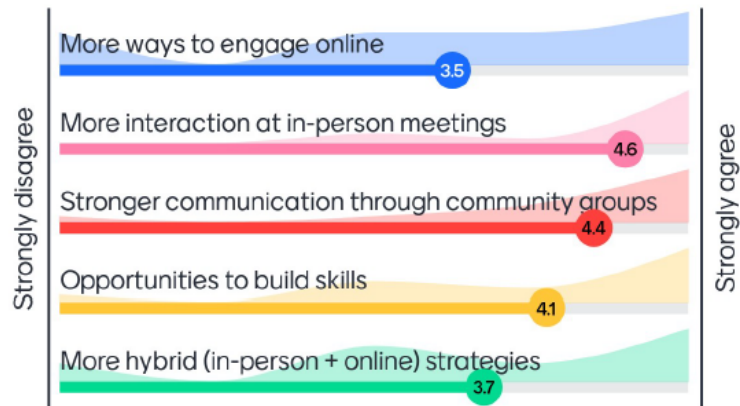 Strongly disagree
More ways to engage online
3.5
More interaction at in-person meetings
4.6
Stronger communication through community groups
4.4
Opportunities to build skills
4.1
More hybrid (in-person + online) strategies
3.7
Strongly agree